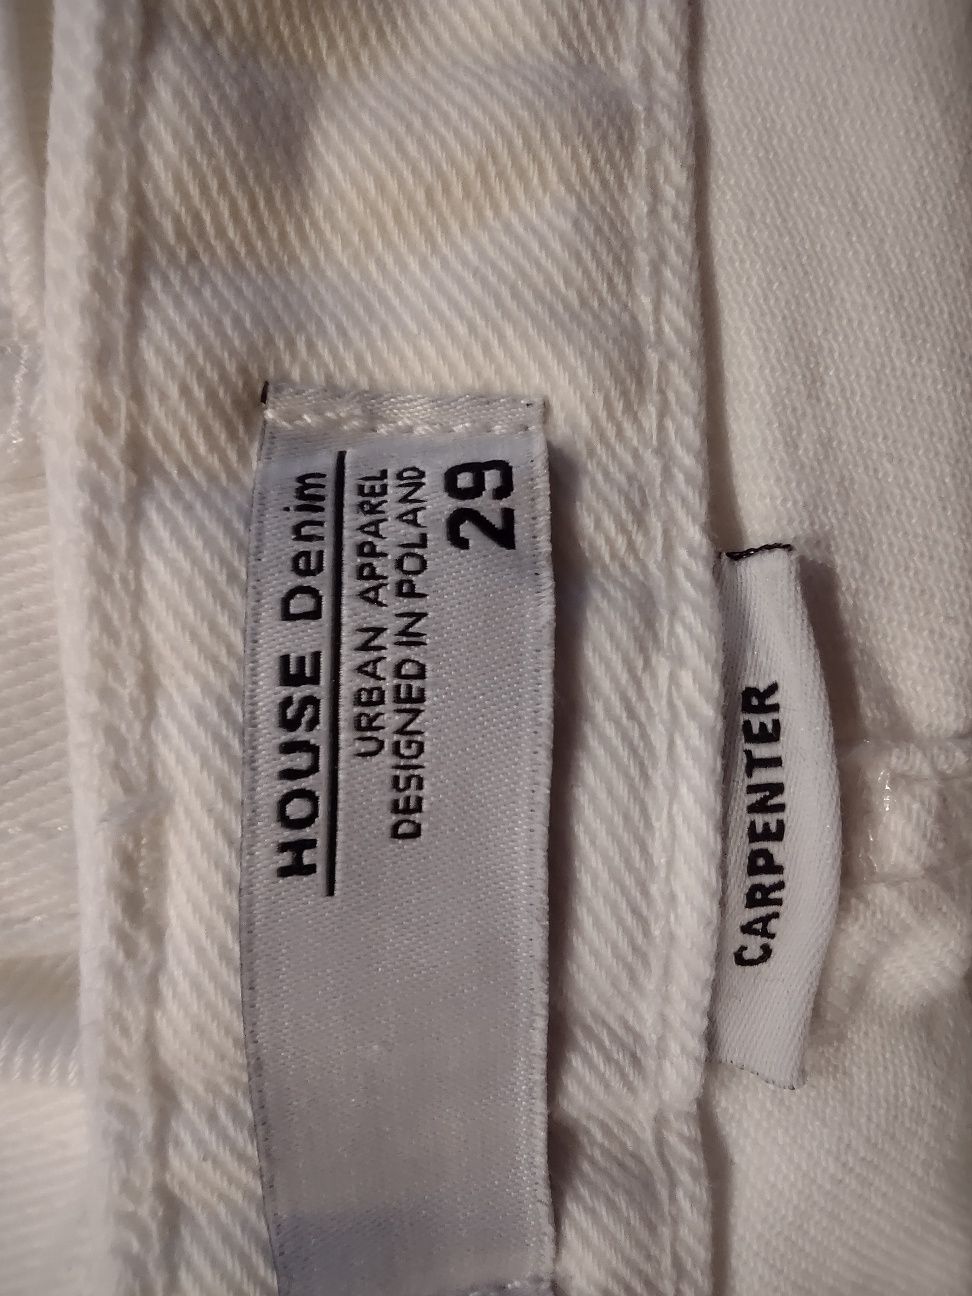 HOUSE Denim
URBAN APPAREL
DESIGNED IN POLAND
29
CARPENTER